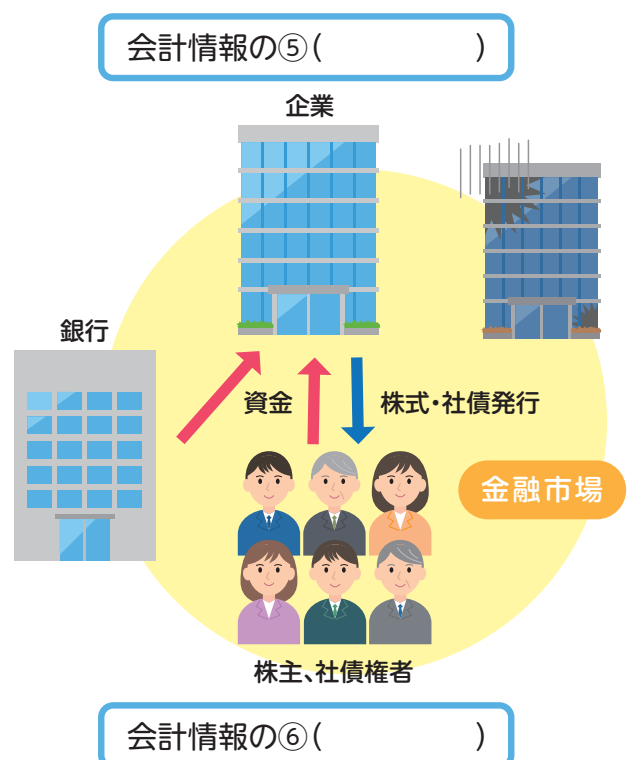 会計情報の⑤(　　　　　)
企業
銀行
資金
株式・社債発行
金融市場
株主、社債権者
会計情報の⑥(　　　　　)